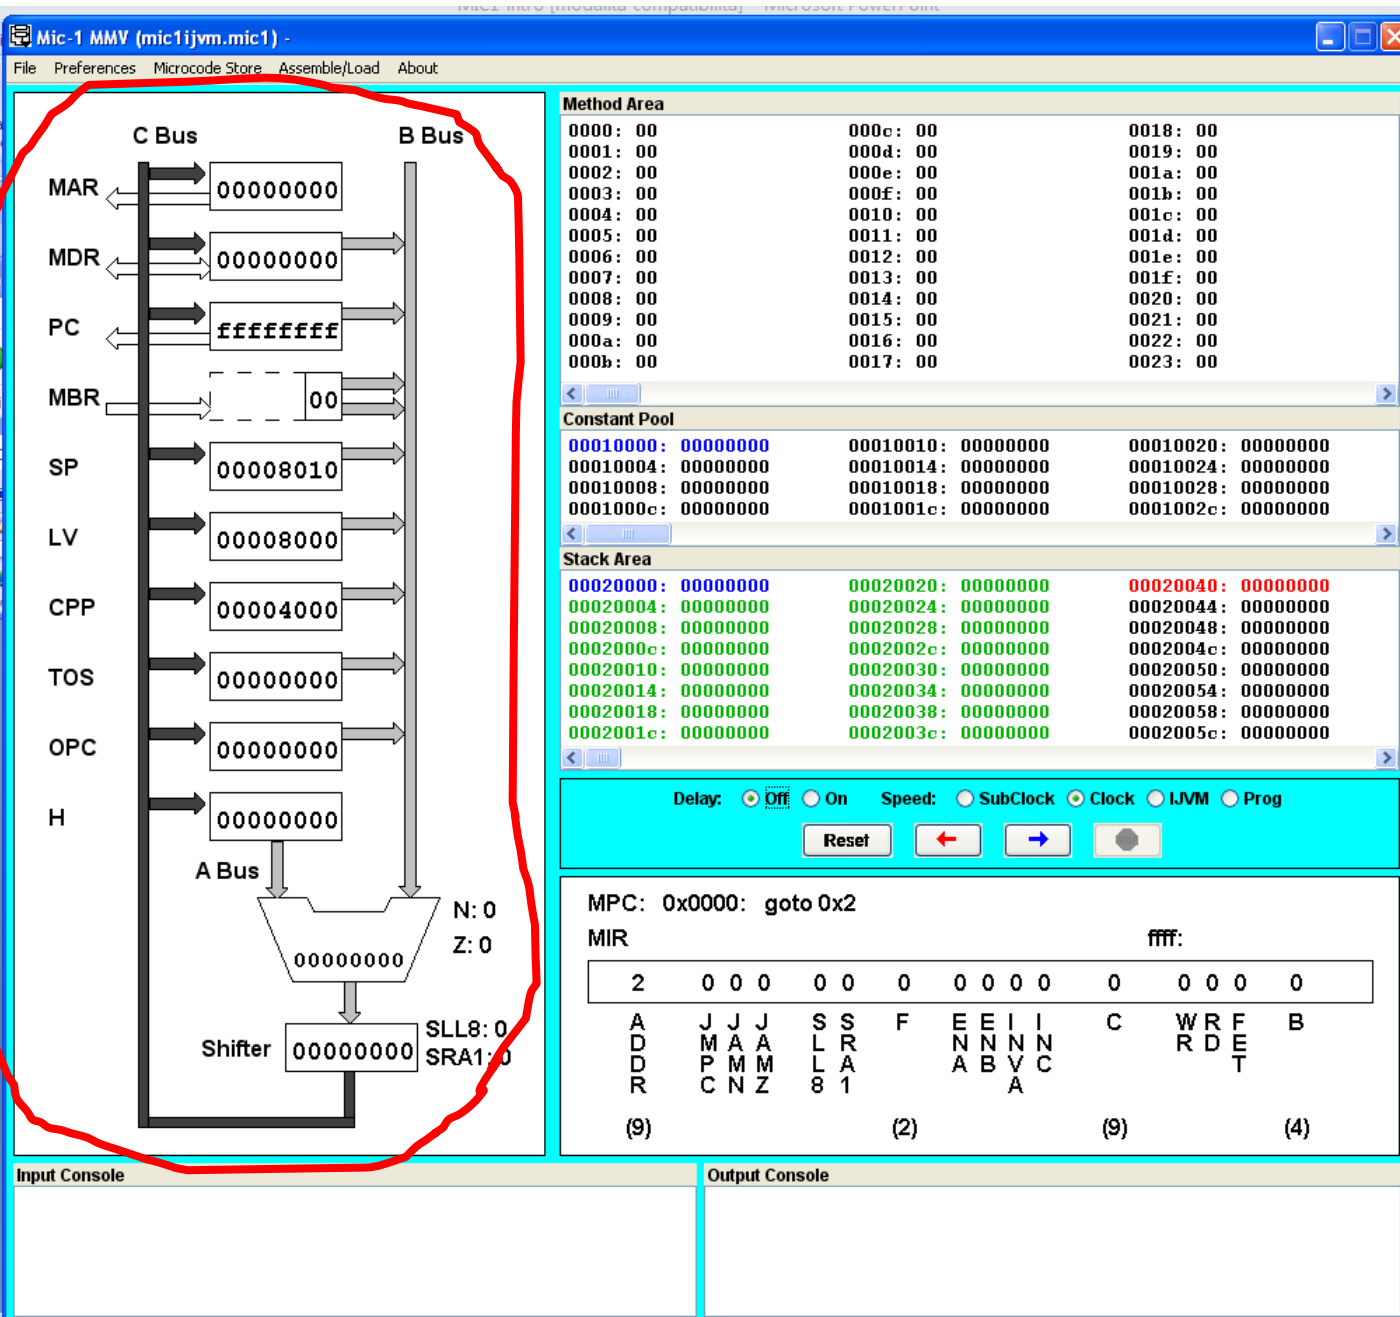 Mic1 intro [modalità compatibilità] - Microsoft PowerPoint
Mic-1 MMV (mic1ijvm.mic1) -
File Preferences Microcode Store Assemble/Load About
C Bus B Bus
MAR 00000000
MDR 00000000
PC ffffffff
MBR 00
SP 00008010
LV 00008000
CPP 00004000
TOS 00000000
OPC 00000000
H 00000000
A Bus
N: 0
Z: 0
00000000
SLL8: 0
Shifter 00000000 SRA1: 0
Method Area
0000: 00 000c: 00 0018: 00
0001: 00 000d: 00 0019: 00
0002: 00 000e: 00 001a: 00
0003: 00 000f: 00 001b: 00
0004: 00 0010: 00 001c: 00
0005: 00 0011: 00 001d: 00
0006: 00 0012: 00 001e: 00
0007: 00 0013: 00 001f: 00
0008: 00 0014: 00 0020: 00
0009: 00 0015: 00 0021: 00
000a: 00 0016: 00 0022: 00
000b: 00 0017: 00 0023: 00
Constant Pool
00010000: 00000000 00010010: 00000000 00010020: 00000000
00010004: 00000000 00010014: 00000000 00010024: 00000000
00010008: 00000000 00010018: 00000000 00010028: 00000000
0001000c: 00000000 0001001c: 00000000 0001002c: 00000000
Stack Area
00020000: 00000000 00020020: 00000000 00020040: 00000000
00020004: 00000000 00020024: 00000000 00020044: 00000000
00020008: 00000000 00020028: 00000000 00020048: 00000000
0002000c: 00000000 0002002c: 00000000 0002004c: 00000000
00020010: 00000000 00020030: 00000000 00020050: 00000000
00020014: 00000000 00020034: 00000000 00020054: 00000000
00020018: 00000000 00020038: 00000000 00020058: 00000000
0002001c: 00000000 0002003c: 00000000 0002005c: 00000000
Delay: Off On Speed: SubClock Clock IJVM Prog
Reset
MPC: 0x0000: goto 0x2
MIR ffff:
2 0 0 0 0 0 0 0 0 0 0 0 0 0 0 0
ADDR JMPC JAMN JAMZ SLL8 SRA1 F ENA ENB INVA INC C WR RD FET B
(9) (2) (9) (4)
Input Console
Output Console